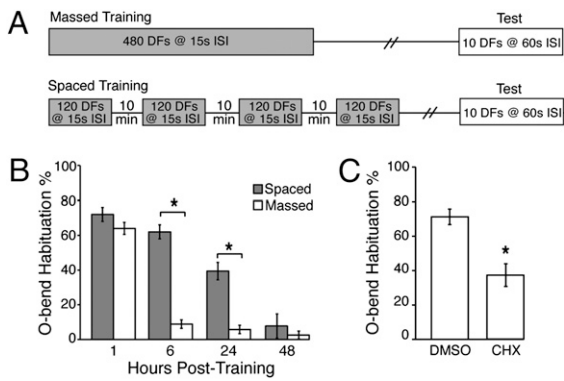 A
Massed Training
480 DFs @ 15s ISI
Test
10 DFs @ 60s ISI
Spaced Training
120 DFs @ 15s ISI
10 min
120 DFs @ 15s ISI
10 min
120 DFs @ 15s ISI
10 min
120 DFs @ 15s ISI
Test
10 DFs @ 60s ISI
B
O-bend Habituation %
80
60
40
20
0
*
*
Spaced
Massed
1 6 24 48
Hours Post-Training
C
O-bend Habituation %
80
60
40
20
0
*
DMSO CHX